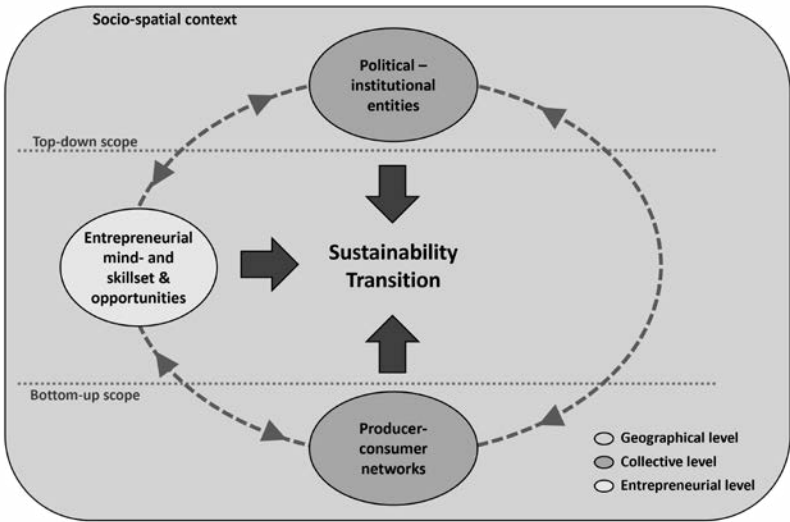 Socio-spatial context
Political –
institutional
entities
Top-down scope
Entrepreneurial
mind- and
skillset &
opportunities
Sustainability
Transition
Bottom-up scope
Producer-
consumer
networks
Geographical level
Collective level
Entrepreneurial level